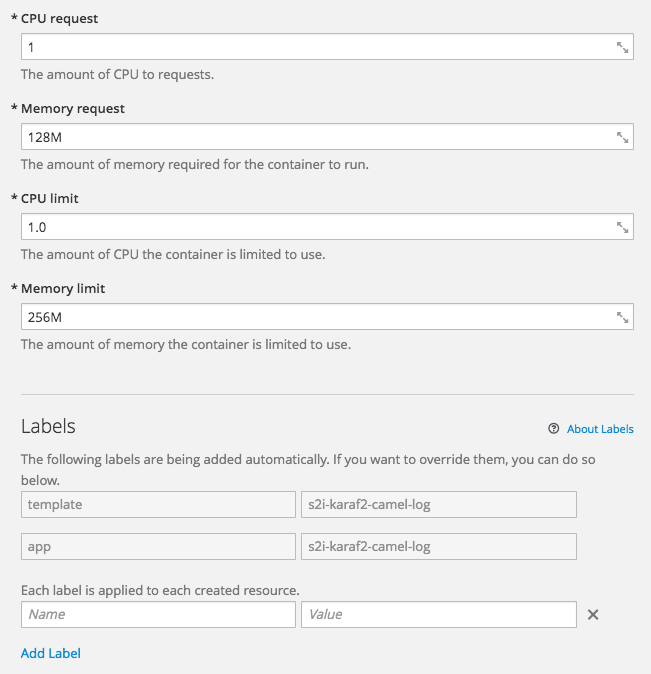 * CPU request
1
The amount of CPU to requests.
* Memory request
128M
The amount of memory required for the container to run.
* CPU limit
1.0
The amount of CPU the container is limited to use.
* Memory limit
256M
The amount of memory the container is limited to use.
Labels
? About Labels
The following labels are being added automatically. If you want to override them, you can do so
below.
template s2i-karaf2-camel-log
app s2i-karaf2-camel-log
Each label is applied to each created resource.
Name Value
Add Label